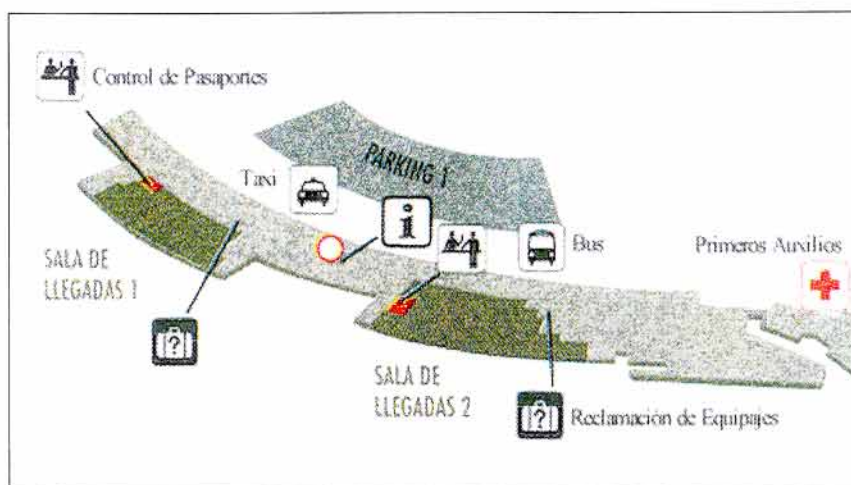 Control de Pasaportes
PARKING 1
Taxi
i
Bus
Primeros Auxilios
SALA DE
LLEGADAS 1
?
SALA DE
LLEGADAS 2
?
Reclamación de Equipajes